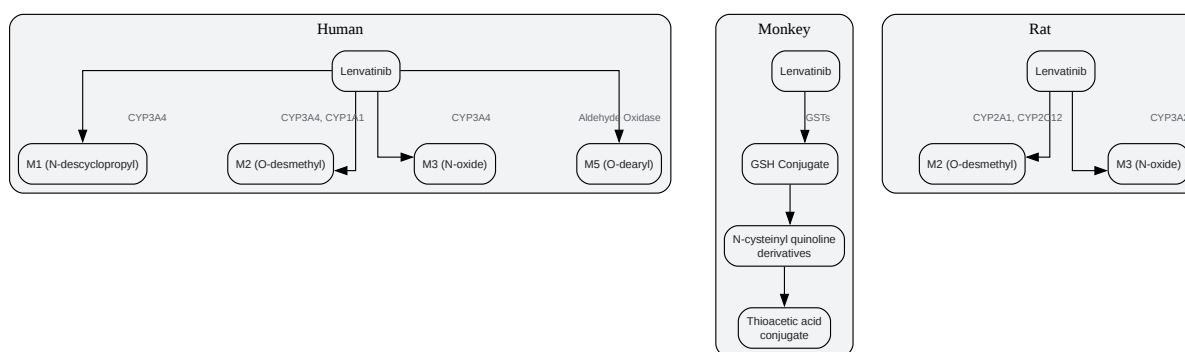 Human
Lenvatinib
CYP3A4
CYP3A4, CYP1A1
CYP3A4
Aldehyde Oxidase
M1 (N-descyclopropyl)
M2 (O-desmethyl)
M3 (N-oxide)
M5 (O-dearyl)
Monkey
Lenvatinib
GSTs
GSH Conjugate
N-cysteinyl quinoline
derivatives
Thioacetic acid
conjugate
Rat
Lenvatinib
CYP2A1, CYP2C12
CYP3A2
M2 (O-desmethyl)
M3 (N-oxide)